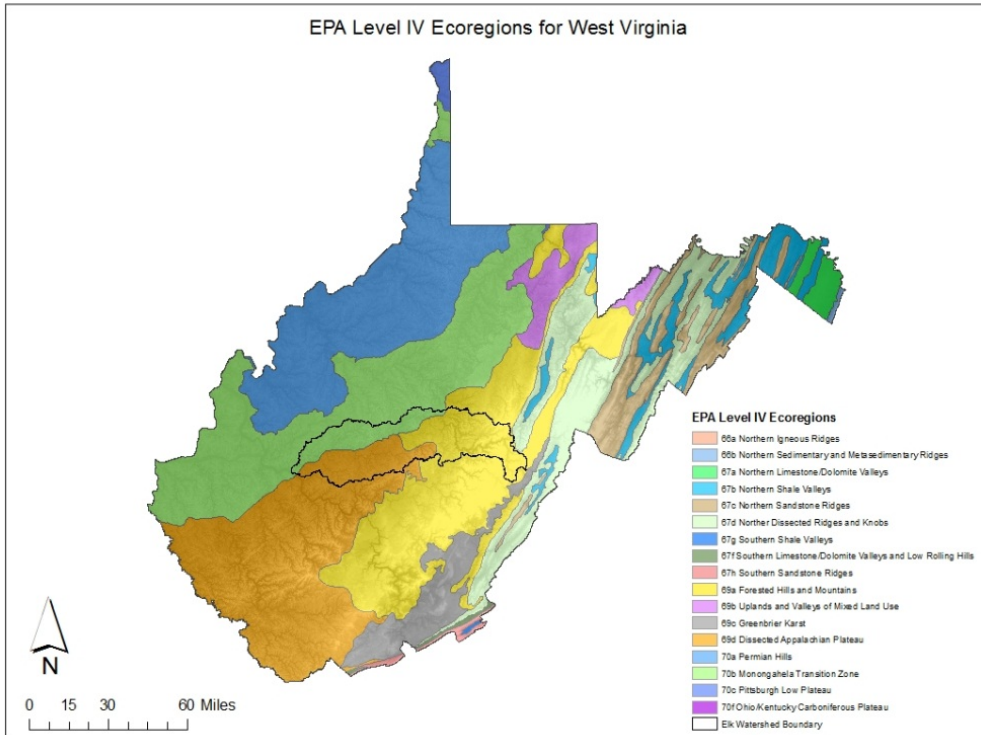 EPA Level IV Ecoregions for West Virginia
EPA Level IV Ecoregions
66a Northern Igneous Ridges
66b Northern Sedimentary and Metasedimentary Ridges
67a Northern Limestone/Dolomite Valleys
67b Northern Shale Valleys
67c Northern Sandstone Ridges
67d Norther Dissected Ridges and Knobs
67g Southern Shale Valleys
67f Southern Limestone/Dolomite Valleys and Low Rolling Hills
67h Southern Sandstone Ridges
69a Forested Hills and Mountains
69b Uplands and Valleys of Mixed Land Use
69c Greenbrier Karst
69d Dissected Appalachian Plateau
70a Permian Hills
70b Monongahela Transition Zone
70c Pittsburgh Low Plateau
70f Ohio/Kentucky Carboniferous Plateau
Elk Watershed Boundary
N
0 15 30 60 Miles